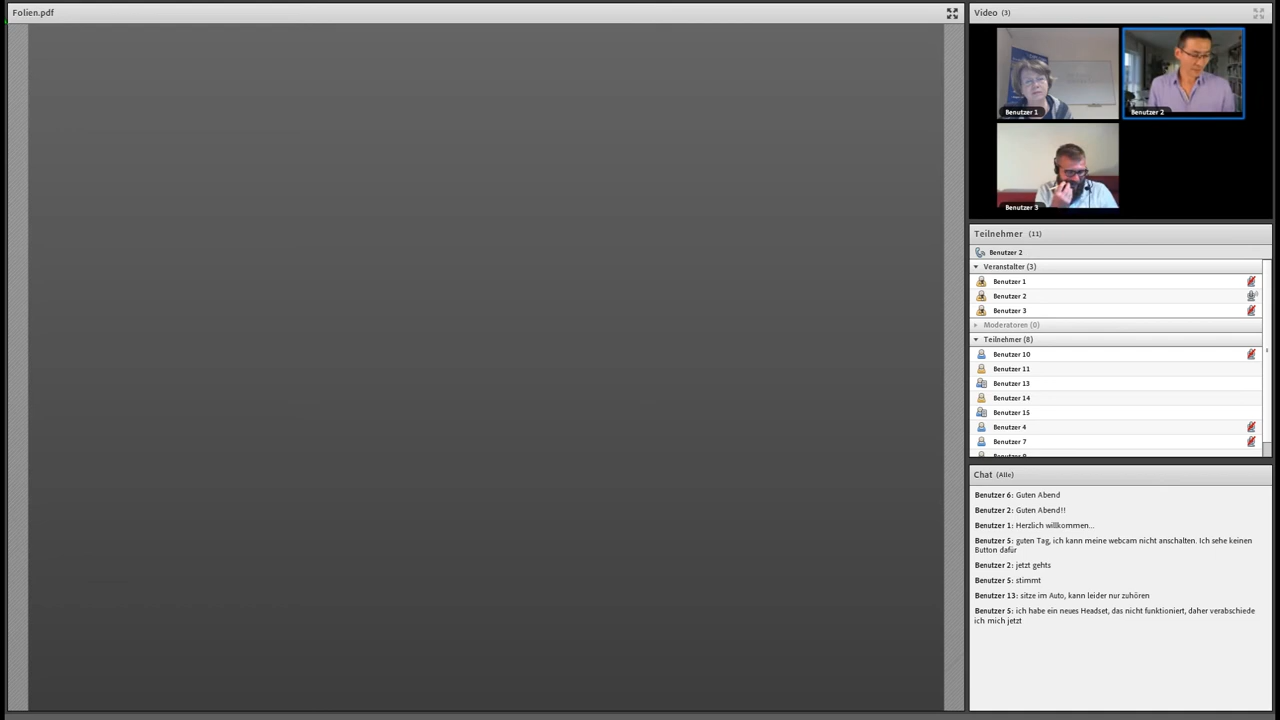 Folien.pdf
Video (3)
Benutzer 1
Benutzer 2
Benutzer 3
Teilnehmer (11)
Benutzer 2
Veranstalter (3)
Benutzer 1
Benutzer 2
Benutzer 3
Moderatoren (0)
Teilnehmer (8)
Benutzer 10
Benutzer 11
Benutzer 13
Benutzer 14
Benutzer 15
Benutzer 4
Benutzer 7
Chat (Alle)
Benutzer 6: Guten Abend
Benutzer 2: Guten Abend!!
Benutzer 1: Herzlich willkommen...
Benutzer 5: guten Tag, ich kann meine webcam nicht anschalten. Ich sehe keinen
Button dafür
Benutzer 2: jetzt gehts
Benutzer 5: stimmt
Benutzer 13: sitze im Auto, kann leider nur zuhören
Benutzer 5: ich habe ein neues Headset, das nicht funktioniert, daher verabschiede
ich mich jetzt